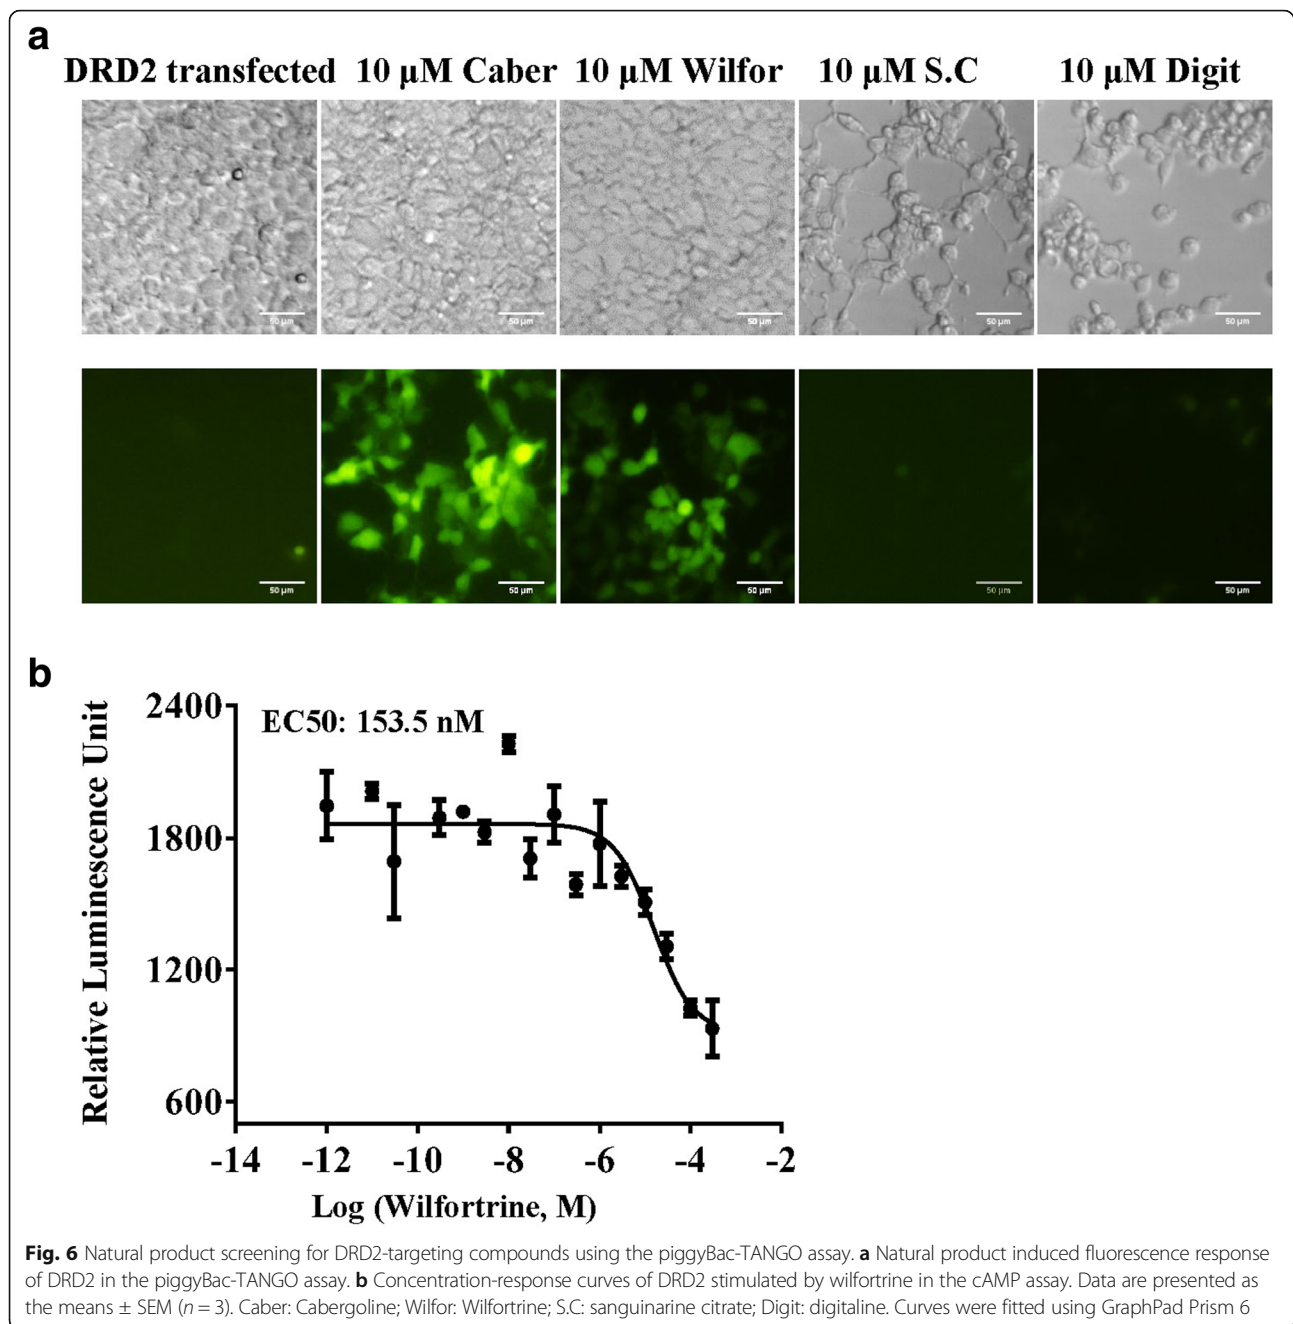 a
DRD2 transfected 10 μM Caber 10 μM Wilfor 10 μM S.C 10 μM Digit
50 μm 50 μm 50 μm 50 μm 50 μm
50 μm 50 μm 50 μm 50 μm 50 μm
b
EC50: 153.5 nM
Relative Luminescence Unit
2400
1800
1200
600
-14 -12 -10 -8 -6 -4 -2
Log (Wilfortrine, M)
Fig. 6 Natural product screening for DRD2-targeting compounds using the piggyBac-TANGO assay. a Natural product induced fluorescence response
of DRD2 in the piggyBac-TANGO assay. b Concentration-response curves of DRD2 stimulated by wilfortrine in the cAMP assay. Data are presented as
the means ± SEM (n = 3). Caber: Cabergoline; Wilfor: Wilfortrine; S.C: sanguinarine citrate; Digit: digitaline. Curves were fitted using GraphPad Prism 6